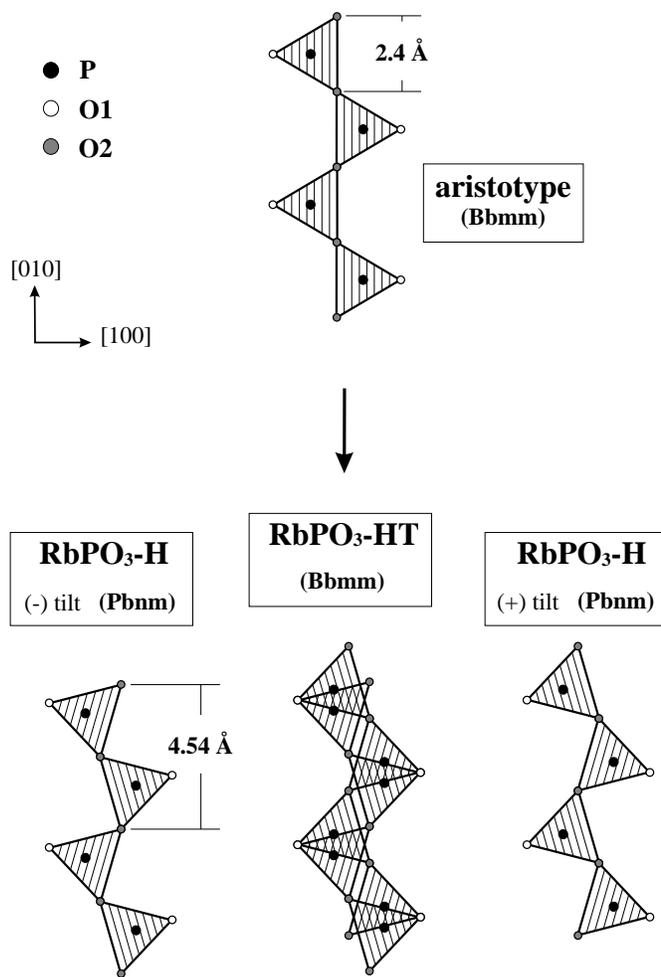 2.4 Å
P
O1
O2
aristotype
(Bbmm)
[010]
[100]
RbPO₃-H
(-) tilt (Pbnm)
RbPO₃-HT
(Bbmm)
RbPO₃-H
(+) tilt (Pbnm)
4.54 Å